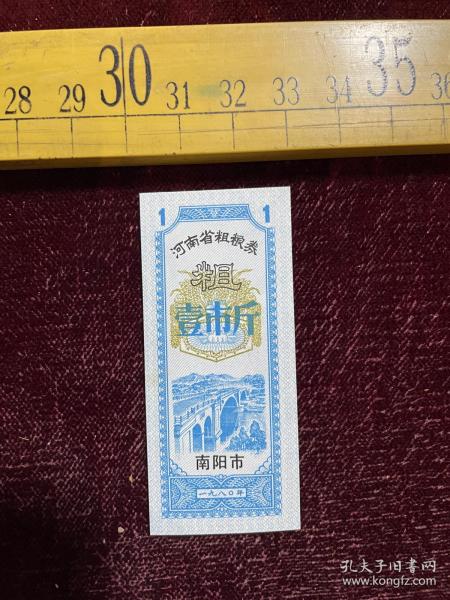 28 29 30 31 32 33 34 35 36
1 1
河南省粗粮券
粗
壹市斤
南阳市
一九八〇年
孔夫子旧书网
www.kongfz.com